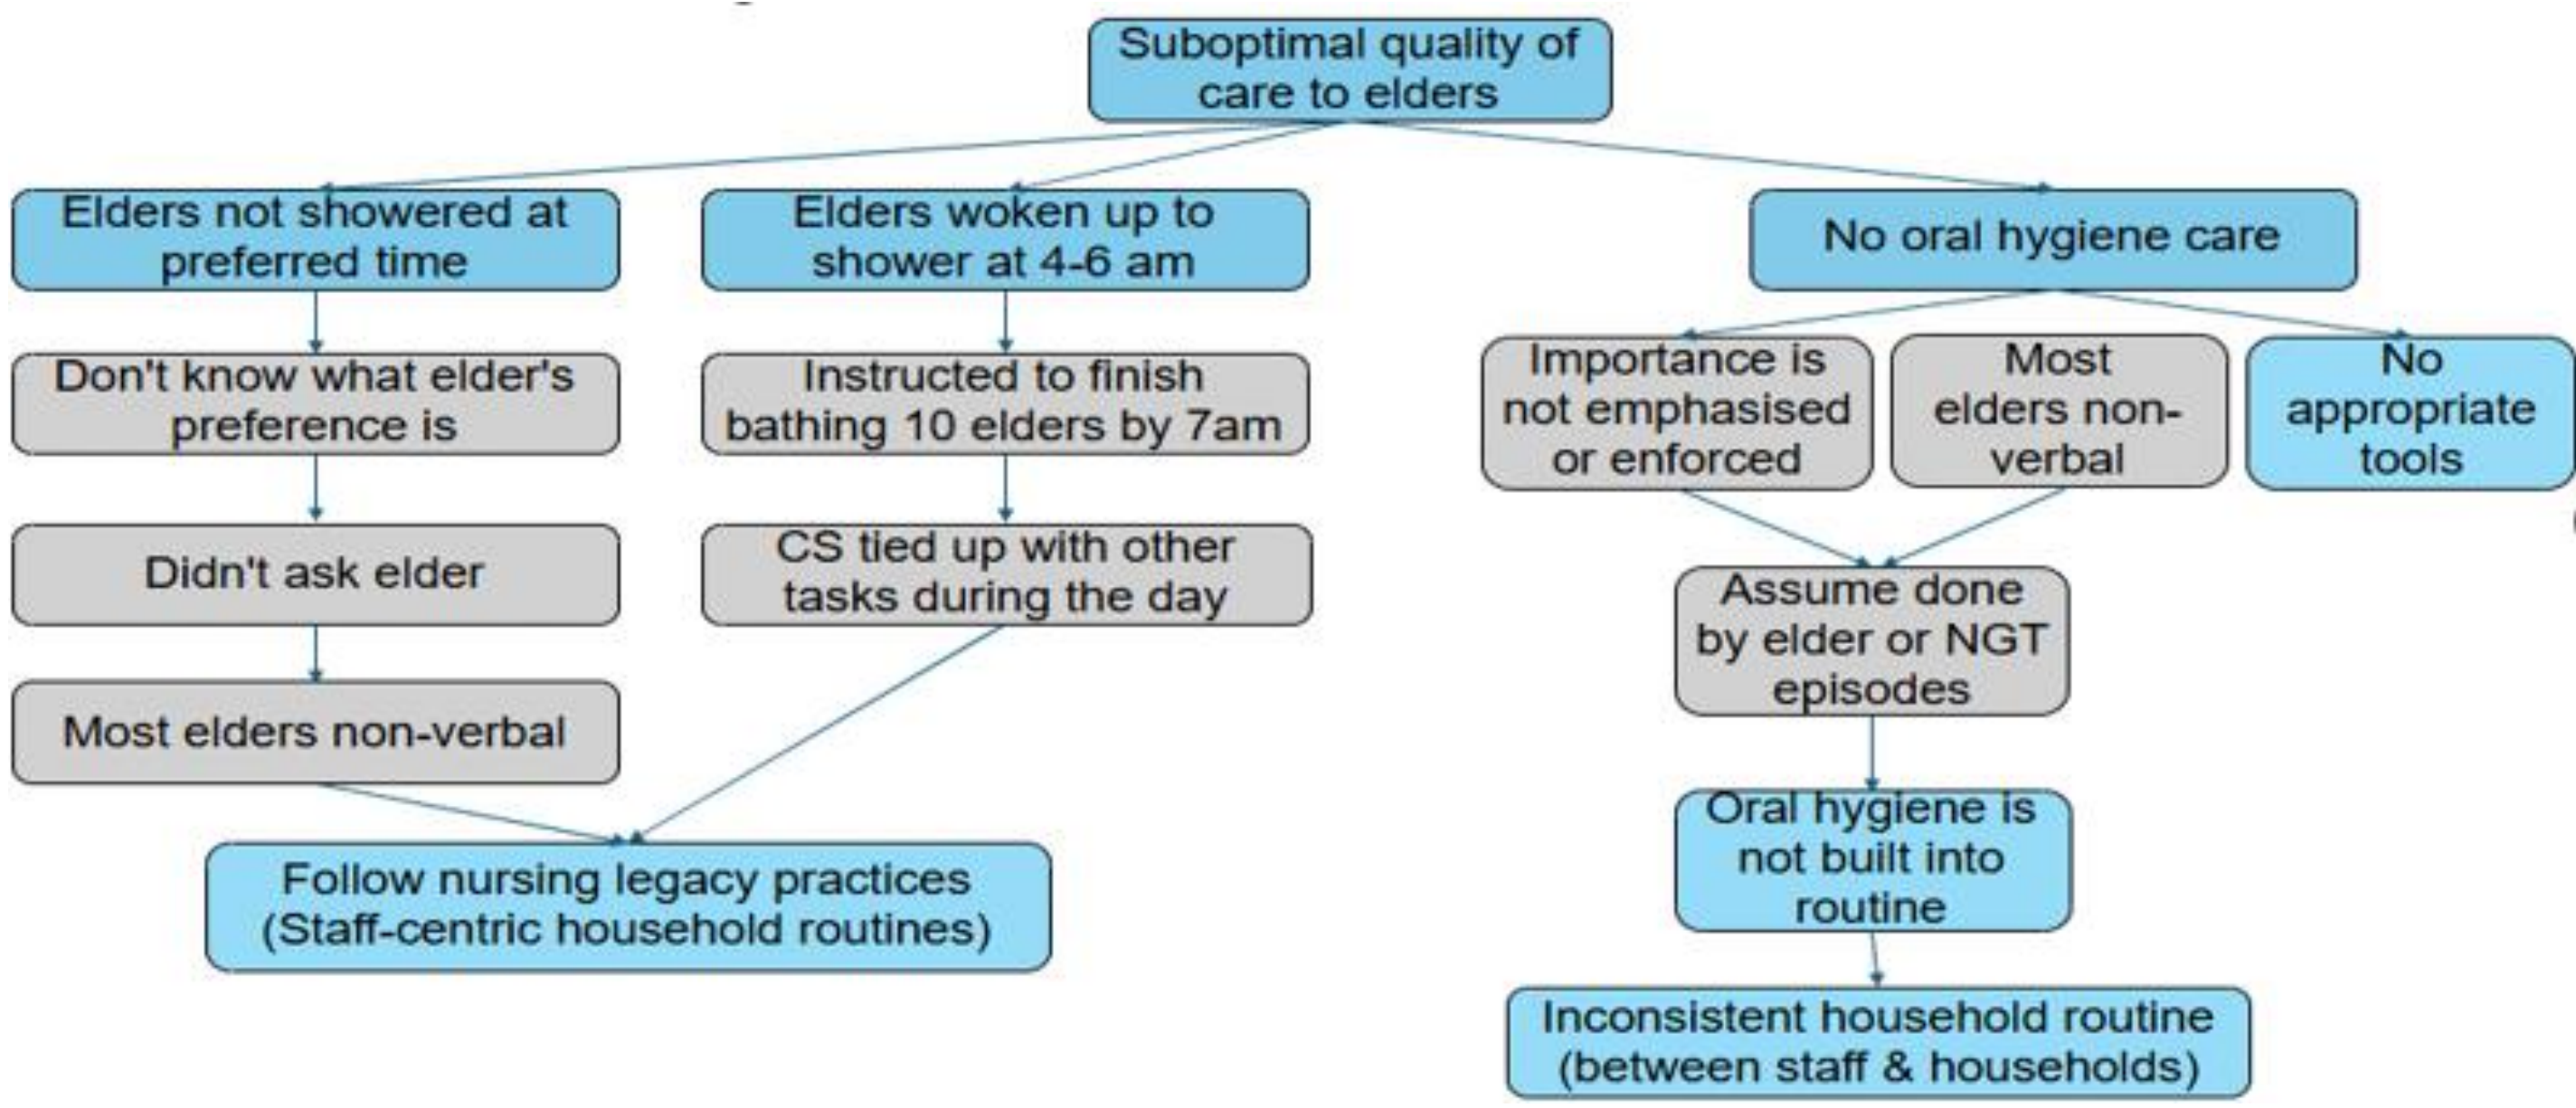 Suboptimal quality of
care to elders
Elders not showered at
preferred time
Elders woken up to
shower at 4-6 am
No oral hygiene care
Don't know what elder's
preference is
Instructed to finish
bathing 10 elders by 7am
Importance is
not emphasised
or enforced
Most
elders non-
verbal
No
appropriate
tools
Didn't ask elder
CS tied up with other
tasks during the day
Assume done
by elder or NGT
episodes
Most elders non-verbal
Oral hygiene is
not built into
routine
Follow nursing legacy practices
(Staff-centric household routines)
Inconsistent household routine
(between staff & households)